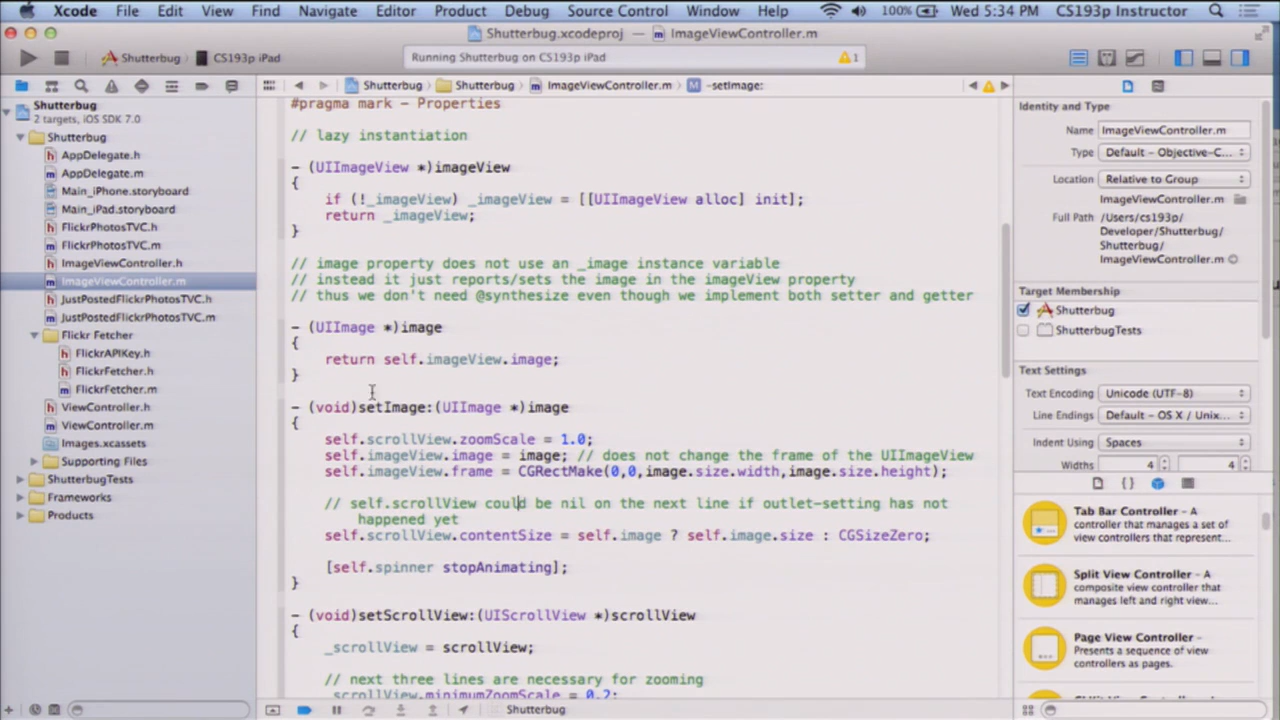 Xcode File Edit View Find Navigate Editor Product Debug Source Control Window Help 100% Wed 5:34 PM CS193p Instructor
Shutterbug.xcodeproj — ImageViewController.m
Shutterbug CS193p iPad Running Shutterbug on CS193p iPad 1
Shutterbug Shutterbug ImageViewController.m M -setImage:
Shutterbug
2 targets, iOS SDK 7.0
Shutterbug
AppDelegate.h
AppDelegate.m
Main_iPhone.storyboard
Main_iPad.storyboard
FlickrPhotosTVC.h
FlickrPhotosTVC.m
ImageViewController.h
ImageViewController.m
JustPostedFlickrPhotosTVC.h
JustPostedFlickrPhotosTVC.m
Flickr Fetcher
FlickrAPIKey.h
FlickrFetcher.h
FlickrFetcher.m
ViewController.h
ViewController.m
Images.xcassets
Supporting Files
ShutterbugTests
Frameworks
Products
#pragma mark - Properties
// lazy instantiation
- (UIImageView *)imageView
{
if (!_imageView) _imageView = [[UIImageView alloc] init];
return _imageView;
}
// image property does not use an _image instance variable
// instead it just reports/sets the image in the imageView property
// thus we don't need @synthesize even though we implement both setter and getter
- (UIImage *)image
{
return self.imageView.image;
}
- (void)setImage:(UIImage *)image
{
self.scrollView.zoomScale = 1.0;
self.imageView.image = image; // does not change the frame of the UIImageView
self.imageView.frame = CGRectMake(0,0,image.size.width,image.size.height);
// self.scrollView could be nil on the next line if outlet-setting has not
happened yet
self.scrollView.contentSize = self.image ? self.image.size : CGSizeZero;
[self.spinner stopAnimating];
}
- (void)setScrollView:(UIScrollView *)scrollView
{
_scrollView = scrollView;
// next three lines are necessary for zooming
_scrollView.minimumZoomScale = 0.2;
Shutterbug
Identity and Type
Name ImageViewController.m
Type Default - Objective-C...
Location Relative to Group
ImageViewController.m
Full Path /Users/cs193p/
Developer/Shutterbug/
Shutterbug/
ImageViewController.m
Target Membership
Shutterbug
ShutterbugTests
Text Settings
Text Encoding Unicode (UTF-8)
Line Endings Default - OS X / Unix...
Indent Using Spaces
Widths 4 4
Tab Bar Controller - A
controller that manages a set of
view controllers that represent...
Split View Controller - A
composite view controller that
manages left and right view...
Page View Controller -
Presents a sequence of view
controllers as pages.